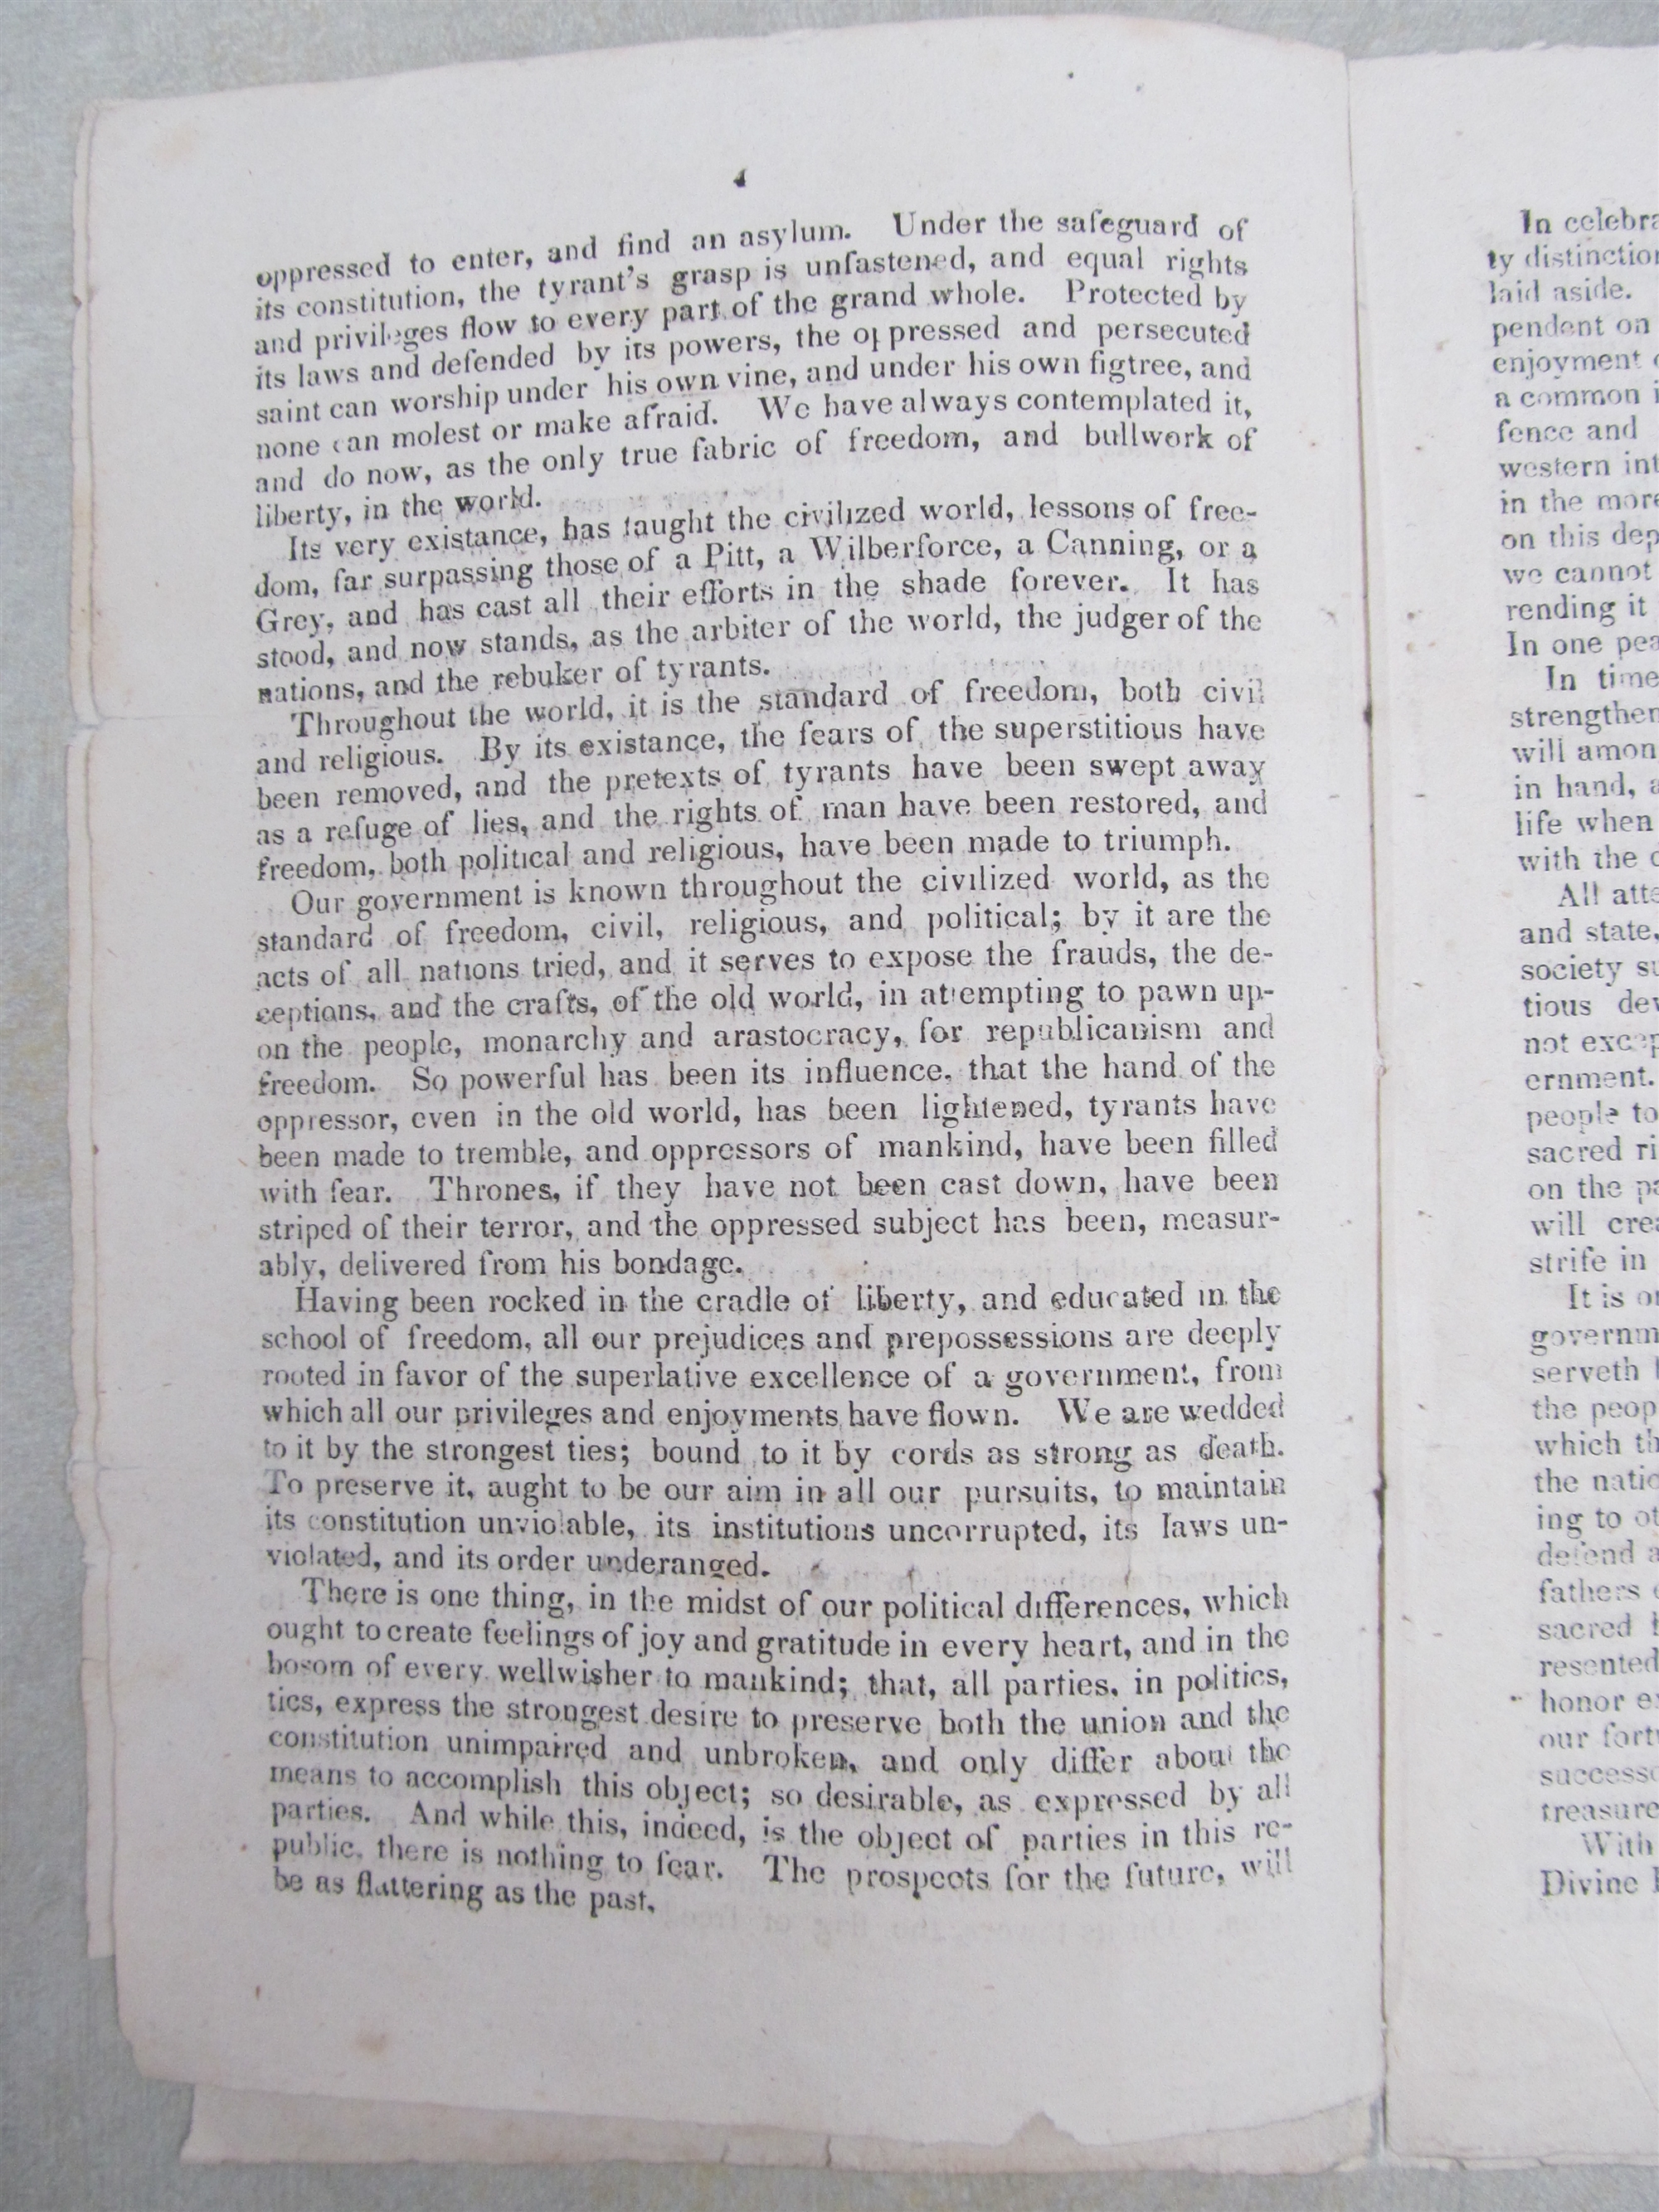 4
oppressed to enter, and find an asylum. Under the safeguard of
its constitution, the tyrant's grasp is unfastened, and equal rights
and privileges flow to every part of the grand whole. Protected by
its laws and defended by its powers, the oppressed and persecuted
saint can worship under his own vine, and under his own figtree, and
none can molest or make afraid. We have always contemplated it,
and do now, as the only true fabric of freedom, and bullwork of
liberty, in the world.
Its very existance, has taught the civilized world, lessons of free-
dom, far surpassing those of a Pitt, a Wilberforce, a Canning, or a
Grey, and has cast all their efforts in the shade forever. It has
stood, and now stands, as the arbiter of the world, the judger of the
nations, and the rebuker of tyrants.
Throughout the world, it is the standard of freedom, both civil
and religious. By its existance, the fears of the superstitious have
been removed, and the pretexts of tyrants have been swept away
as a refuge of lies, and the rights of man have been restored, and
freedom, both political and religious, have been made to triumph.
Our government is known throughout the civilized world, as the
standard of freedom, civil, religious, and political; by it are the
acts of all nations tried, and it serves to expose the frauds, the de-
ceptions, and the crafts, of the old world, in attempting to pawn up-
on the people, monarchy and arastocracy, for republicanism and
freedom. So powerful has been its influence, that the hand of the
oppressor, even in the old world, has been lightened, tyrants have
been made to tremble, and oppressors of mankind, have been filled
with fear. Thrones, if they have not been cast down, have been
striped of their terror, and the oppressed subject has been, measur-
ably, delivered from his bondage.
Having been rocked in the cradle of liberty, and educated in the
school of freedom, all our prejudices and prepossessions are deeply
rooted in favor of the superlative excellence of a government, from
which all our privileges and enjoyments have flown. We are wedded
to it by the strongest ties; bound to it by cords as strong as death.
To preserve it, aught to be our aim in all our pursuits, to maintain
its constitution unviolable, its institutions uncorrupted, its laws un-
violated, and its order underanged.
There is one thing, in the midst of our political differences, which
ought to create feelings of joy and gratitude in every heart, and in the
bosom of every wellwisher to mankind; that, all parties, in politics,
tics, express the strongest desire to preserve both the union and the
constitution unimpaired and unbroken, and only differ about the
means to accomplish this object; so desirable, as expressed by all
parties. And while this, indeed, is the object of parties in this re-
public, there is nothing to fear. The prospects for the future, will
be as flattering as the past.
In celebra
ty distinction
laid aside.
pendent on
enjoyment
a common i
fence and
western int
in the more
on this dep
we cannot
rending it
In one pea
In time
strengthen
will amon
in hand, a
life when
with the
All atte
and state,
society su
tious dev
not excep
ernment.
people to
sacred ri
on the pa
will crea
strife in
It is or
governm
serveth
the peop
which th
the natio
ing to ot
defend a
fathers
sacred
resented
honor e
our fort
successo
treasure
With
Divine